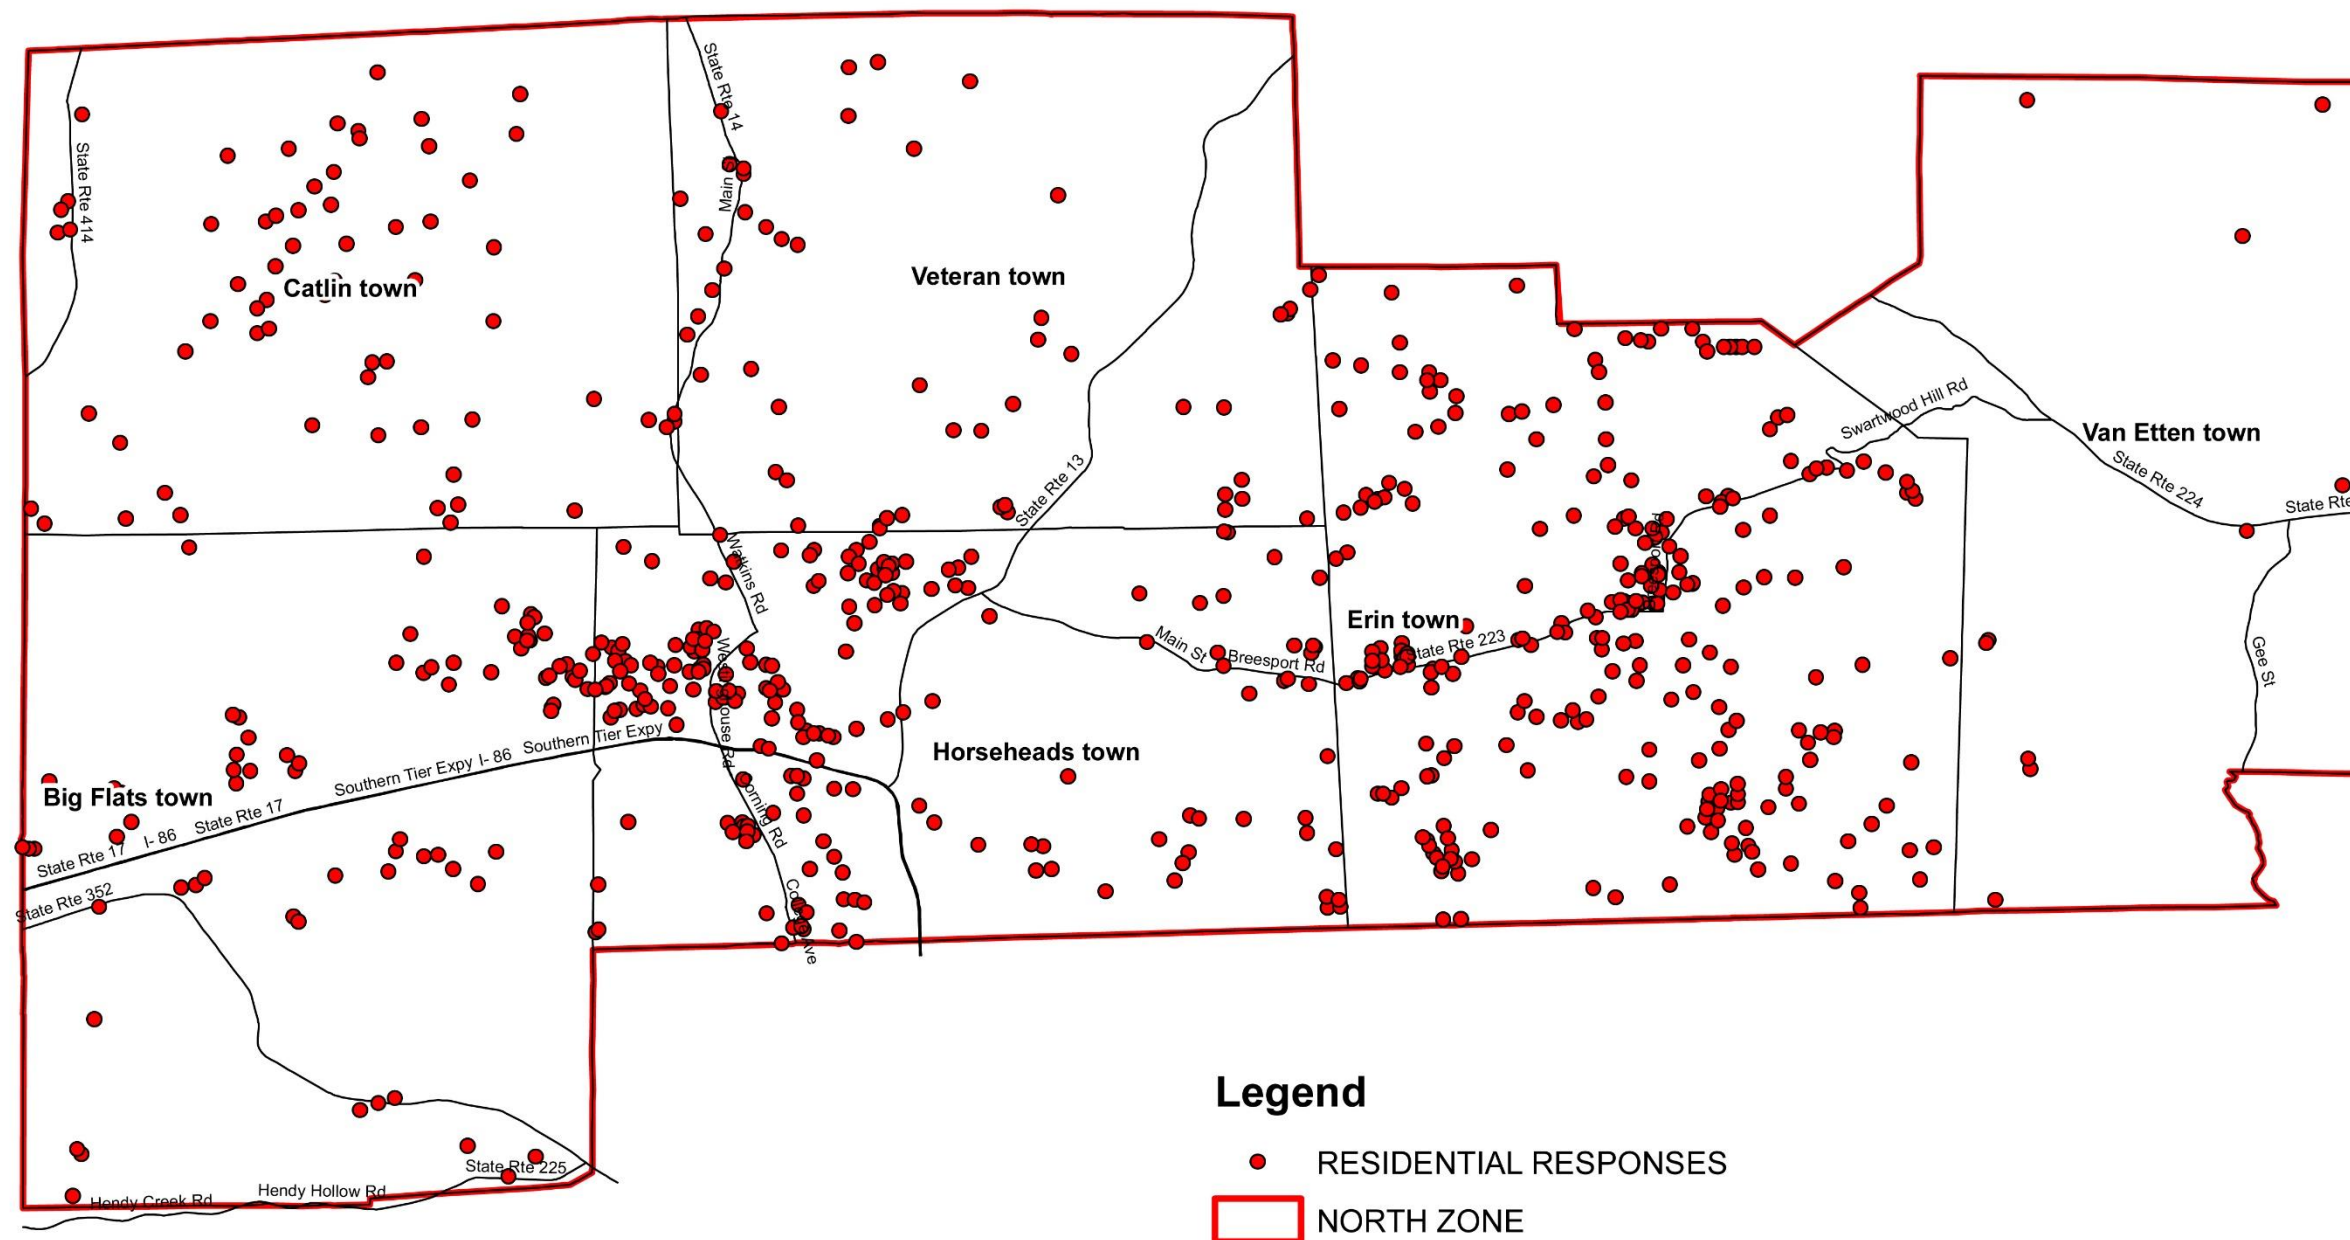 State Rte 14
State Rte 414
Main St
Catlin town
Veteran town
Swartwood Hill Rd
Van Etten town
State Rte 224
State Rte
State Rte 13
Watkins Rd
Erin town
State Rte 223
Main St
Breesport Rd
Gee St
Southern Tier Expy
Southern Tier Expy I- 86
Horseheads town
Big Flats town
State Rte 17
I- 86
State Rte 17
Corning Rd
State Rte 352
College Ave
Legend
RESIDENTIAL RESPONSES
NORTH ZONE
State Rte 225
Hendy Hollow Rd
Hendy Creek Rd